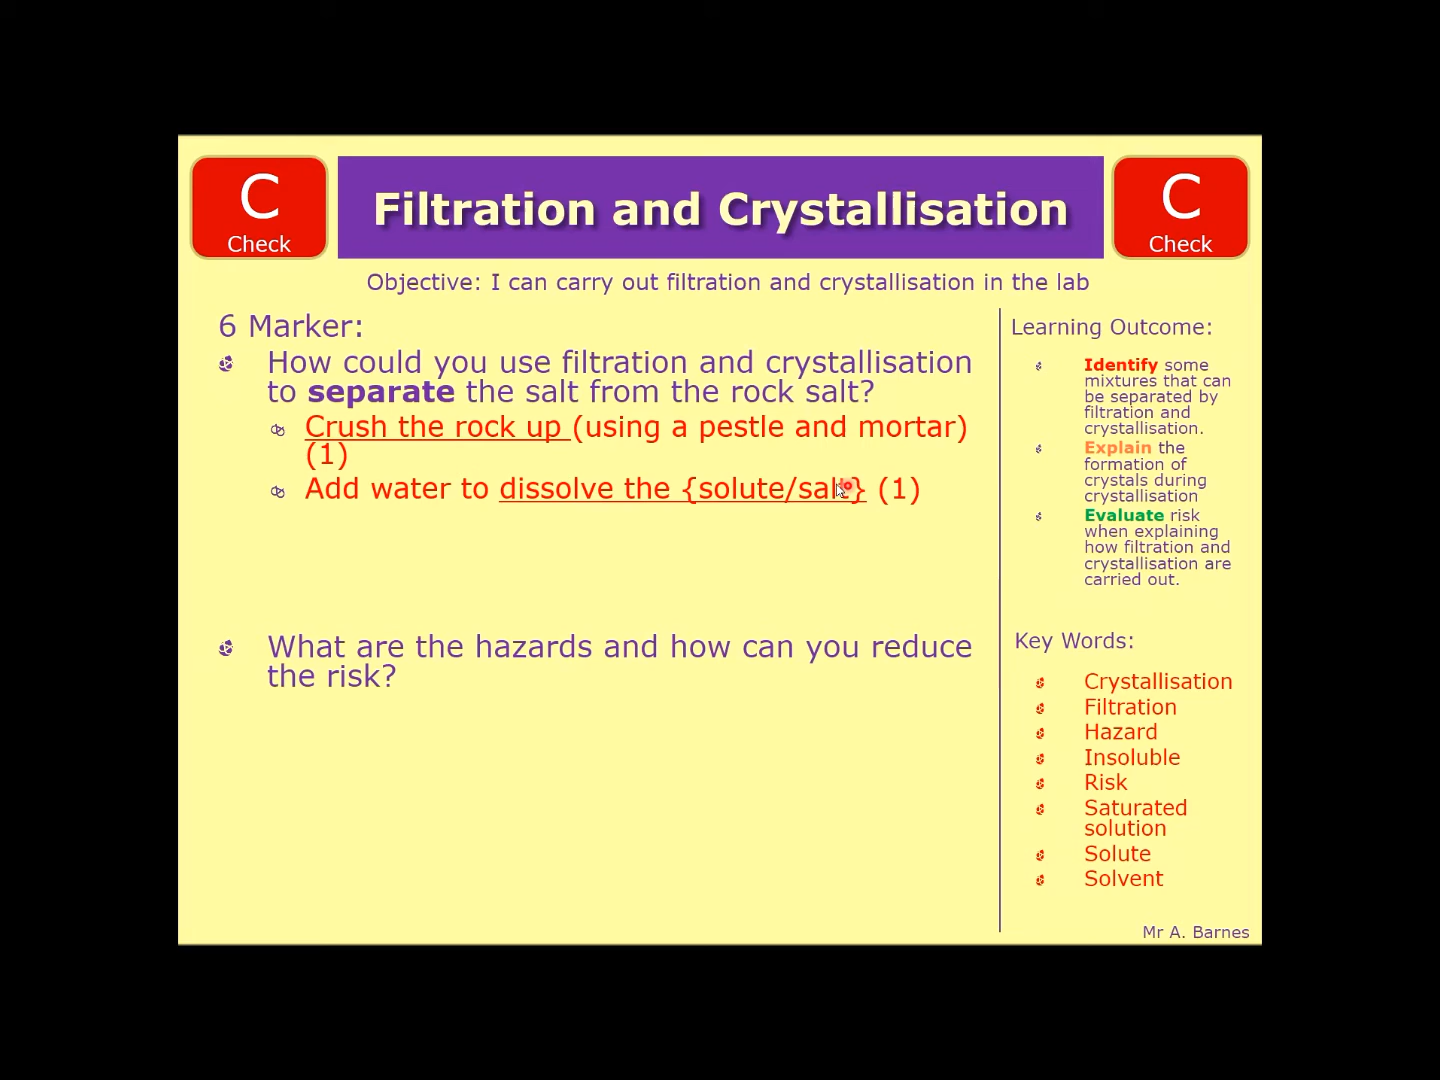 C
Check
Filtration and Crystallisation
C
Check
Objective: I can carry out filtration and crystallisation in the lab
6 Marker:
How could you use filtration and crystallisation
to separate the salt from the rock salt?
Crush the rock up (using a pestle and mortar)
(1)
Add water to dissolve the {solute/salt} (1)
What are the hazards and how can you reduce
the risk?
Learning Outcome:
Identify some
mixtures that can
be separated by
filtration and
crystallisation.
Explain the
formation of
crystals during
crystallisation
Evaluate risk
when explaining
how filtration and
crystallisation are
carried out.
Key Words:
Crystallisation
Filtration
Hazard
Insoluble
Risk
Saturated
solution
Solute
Solvent
Mr A. Barnes